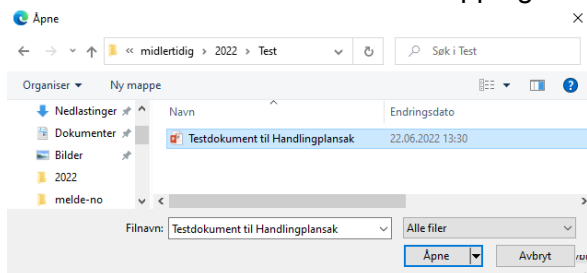 Åpne
« midlertidig › 2022 › Test
Søk i Test
Organiser Ny mappe
Nedlastinger
Dokumenter
Bilder
2022
melde-no
Navn Endringsdato
Testdokument til Handlingplansak 22.06.2022 13:30
Filnavn: Testdokument til Handlingplansak Alle filer
Åpne Avbryt